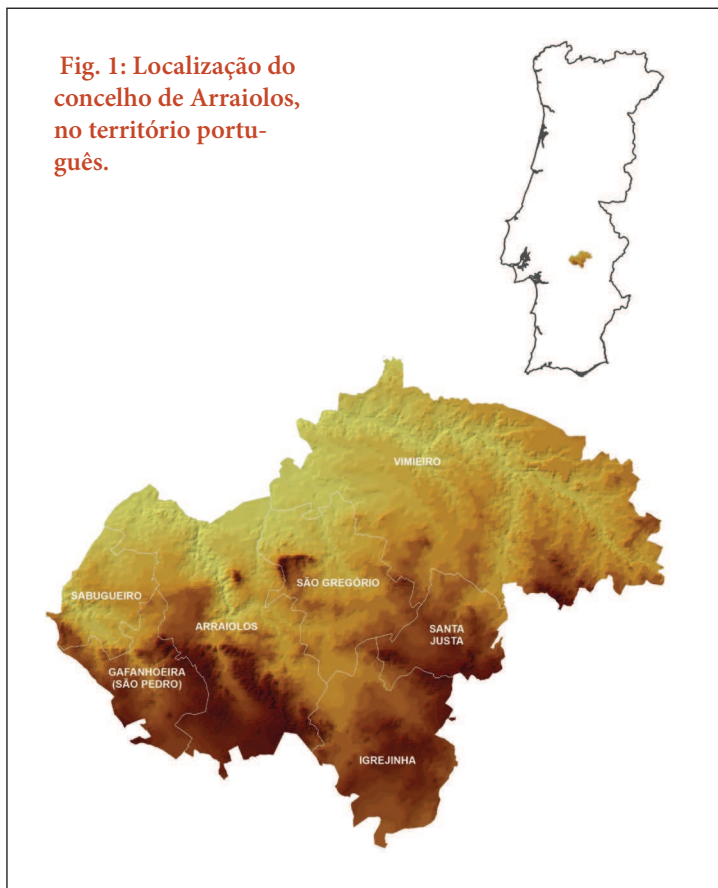 Fig. 1: Localização do
concelho de Arraiolos,
no território portu-
guês.
VIMIEIRO
SÃO GREGÓRIO
SABUGUEIRO
ARRAIOLOS
SANTA
JUSTA
GAFANHOEIRA
(SÃO PEDRO)
IGREJINHA